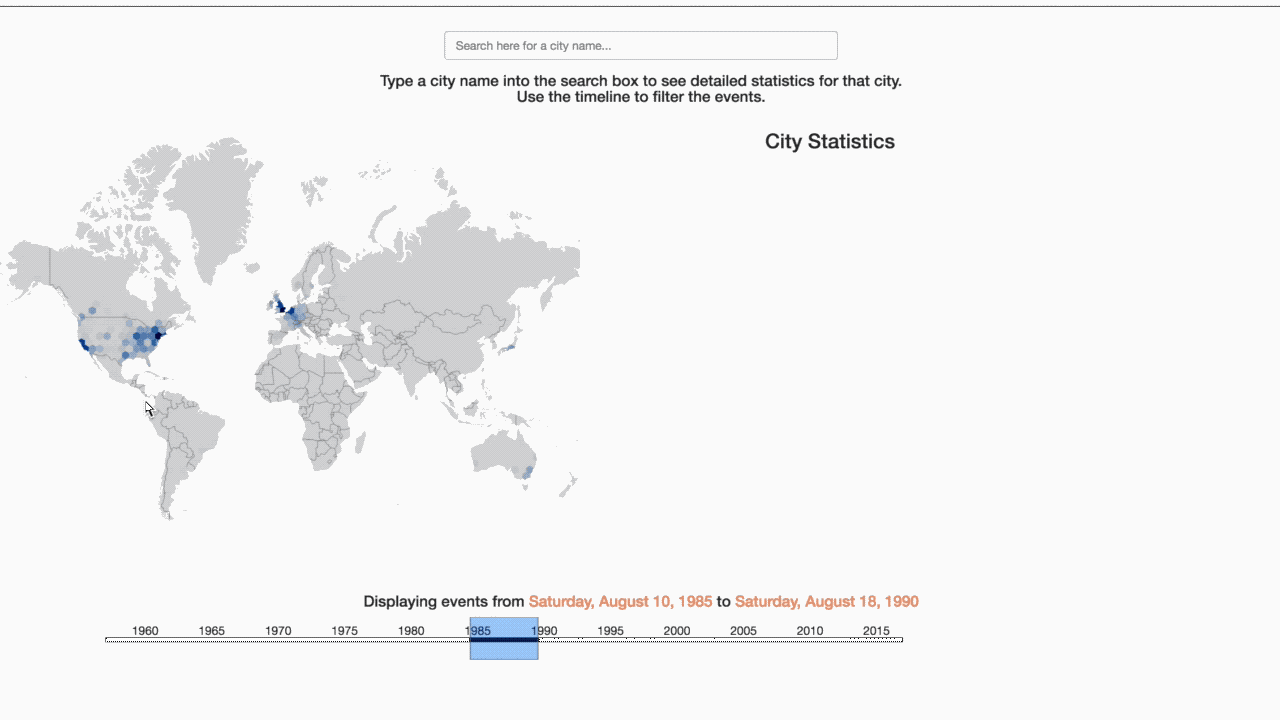 Search here for a city name...
Type a city name into the search box to see detailed statistics for that city.
Use the timeline to filter the events.
City Statistics
Displaying events from Saturday, August 10, 1985 to Saturday, August 18, 1990
1960 1965 1970 1975 1980 1985 1990 1995 2000 2005 2010 2015